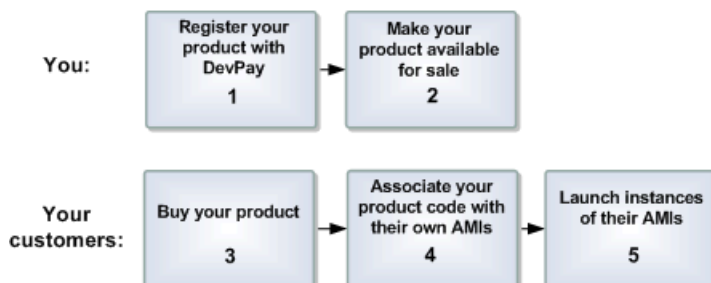 You:
Register your
product with
DevPay
1
Make your
product available
for sale
2
Your
customers:
Buy your product
3
Associate your
product code with
their own AMIs
4
Launch instances
of their AMIs
5